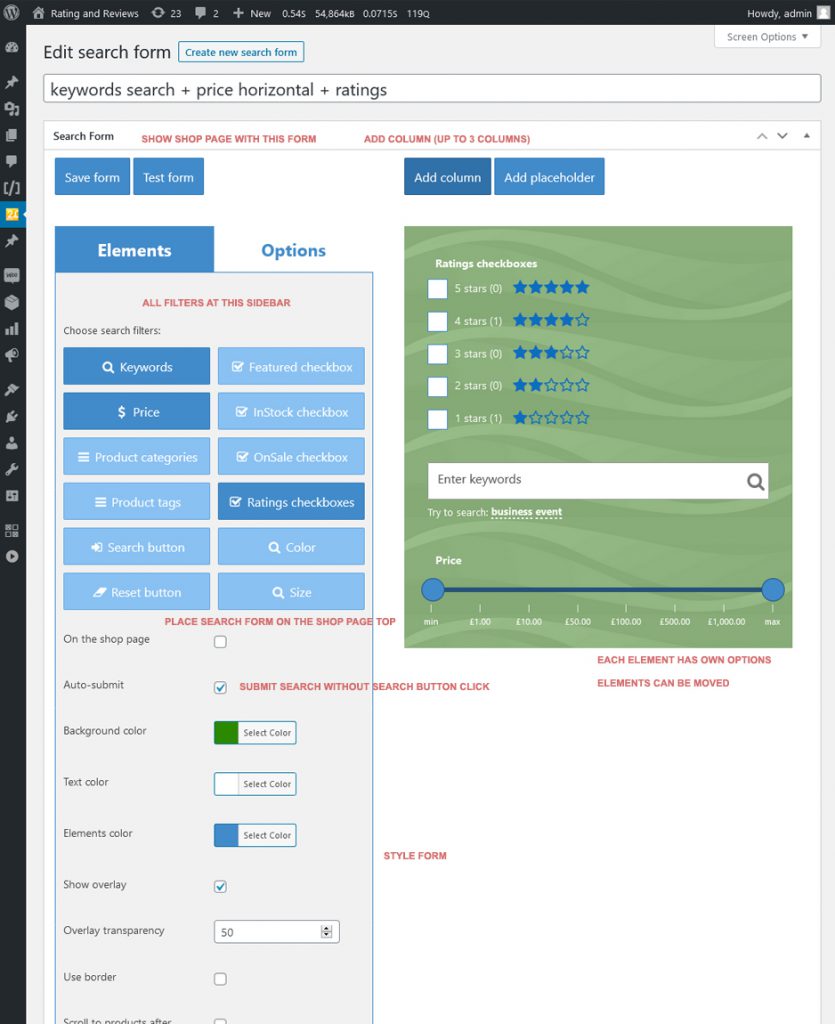 Rating and Reviews 23 2 New 0.54s 54,864kB 0.0715s 119Q Howdy, admin
Screen Options
Edit search form Create new search form
keywords search + price horizontal + ratings
Search Form SHOW SHOP PAGE WITH THIS FORM ADD COLUMN (UP TO 3 COLUMNS)
Save form Test form Add column Add placeholder
Elements Options
ALL FILTERS AT THIS SIDEBAR
Choose search filters:
Keywords Featured checkbox
$ Price InStock checkbox
Product categories OnSale checkbox
Product tags Ratings checkboxes
Search button Color
Reset button Size
PLACE SEARCH FORM ON THE SHOP PAGE TOP
On the shop page
Auto-submit SUBMIT SEARCH WITHOUT SEARCH BUTTON CLICK
Background color Select Color
Text color Select Color
Elements color Select Color
STYLE FORM
Show overlay
Overlay transparency 50
Use border
Scroll to products after
Ratings checkboxes
5 stars (0)
4 stars (1)
3 stars (0)
2 stars (0)
1 stars (1)
Enter keywords
Try to search: business event
Price
min £1.00 £10.00 £50.00 £100.00 £500.00 £1,000.00 max
EACH ELEMENT HAS OWN OPTIONS
ELEMENTS CAN BE MOVED